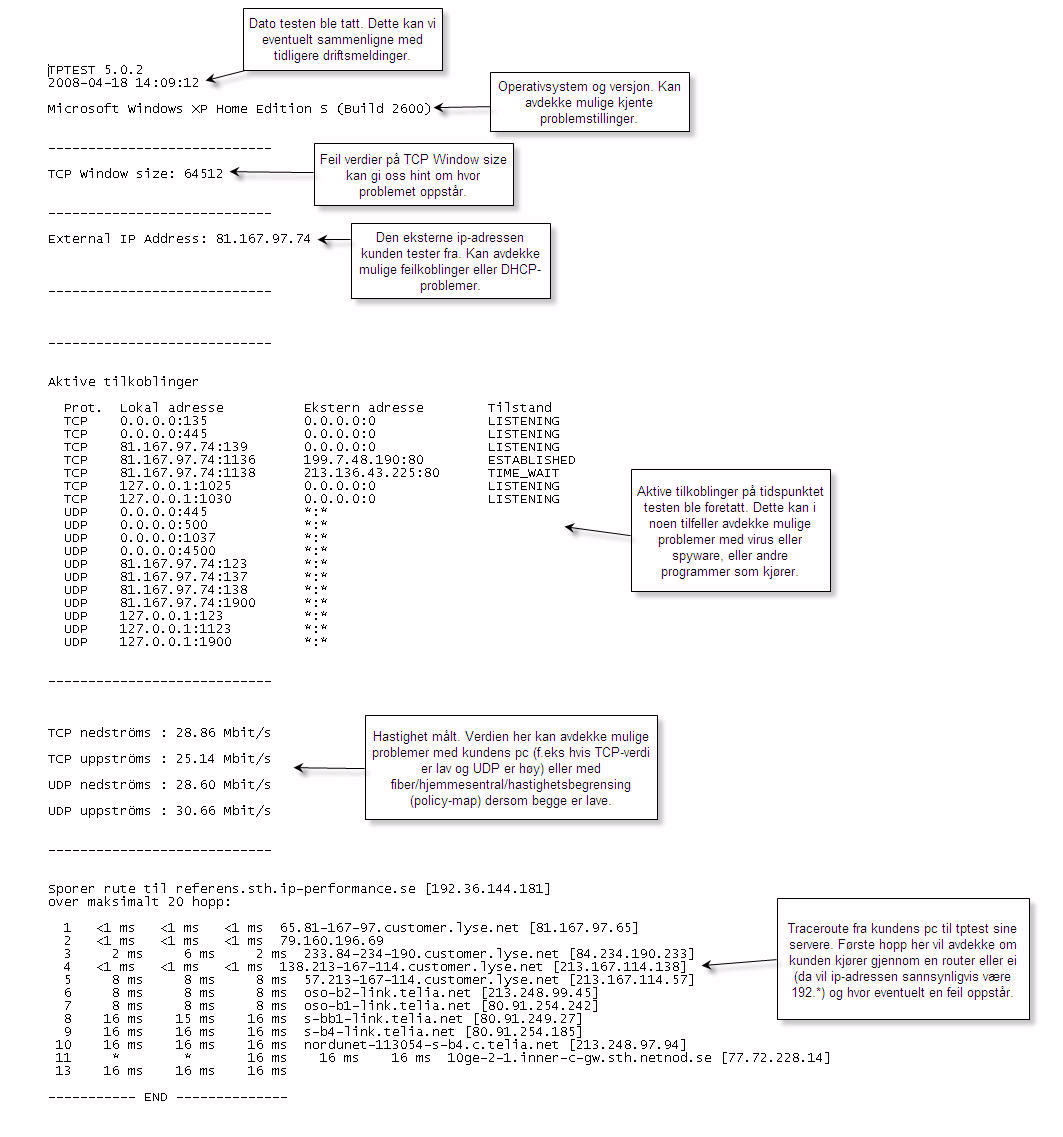 Dato testen ble tatt. Dette kan vi
eventuelt sammenligne med
tidligere driftsmeldinger.
TPTEST 5.0.2
2008-04-18 14:09:12
Operativsystem og versjon. Kan
avdekke mulige kjente
problemstillinger.
Microsoft Windows XP Home Edition S (Build 2600)
----------------------------
Feil verdier på TCP Window size
kan gi oss hint om hvor
problemet oppstår.
TCP Window size: 64512
----------------------------
External IP Address: 81.167.97.74
Den eksterne ip-adressen
kunden tester fra. Kan avdekke
mulige feilkoblinger eller DHCP-
problemer.
----------------------------
----------------------------
Aktive tilkoblinger
Prot.  Lokal adresse          Ekstern adresse        Tilstand
TCP    0.0.0.0:135            0.0.0.0:0              LISTENING
TCP    0.0.0.0:445            0.0.0.0:0              LISTENING
TCP    81.167.97.74:139       0.0.0.0:0              LISTENING
TCP    81.167.97.74:1136      199.7.48.190:80        ESTABLISHED
TCP    81.167.97.74:1138      213.136.43.225:80      TIME_WAIT
TCP    127.0.0.1:1025         0.0.0.0:0              LISTENING
TCP    127.0.0.1:1030         0.0.0.0:0              LISTENING
UDP    0.0.0.0:445            *:*
UDP    0.0.0.0:500            *:*
UDP    0.0.0.0:1037           *:*
UDP    0.0.0.0:4500           *:*
UDP    81.167.97.74:123       *:*
UDP    81.167.97.74:137       *:*
UDP    81.167.97.74:138       *:*
UDP    81.167.97.74:1900      *:*
UDP    127.0.0.1:123          *:*
UDP    127.0.0.1:1123         *:*
UDP    127.0.0.1:1900         *:*
Aktive tilkoblinger på tidspunktet
testen ble foretatt. Dette kan i
noen tilfeller avdekke mulige
problemer med virus eller
spyware, eller andre
programmer som kjører.
----------------------------
TCP nedströms : 28.86 Mbit/s
TCP uppströms : 25.14 Mbit/s
UDP nedströms : 28.60 Mbit/s
UDP uppströms : 30.66 Mbit/s
Hastighet målt. Verdien her kan avdekke mulige
problemer med kundens pc (f.eks hvis TCP-verdi
er lav og UDP er høy) eller med
fiber/hjemmesentral/hastighetsbegrensing
(policy-map) dersom begge er lave.
----------------------------
Sporer rute til referens.sth.ip-performance.se [192.36.144.181]
over maksimalt 20 hopp:
1   <1 ms   <1 ms   <1 ms  65.81-167-97.customer.lyse.net [81.167.97.65]
2   <1 ms   <1 ms   <1 ms  79.160.196.69
3     2 ms     6 ms     2 ms  233.84-234-190.customer.lyse.net [84.234.190.233]
4   <1 ms   <1 ms   <1 ms  138.213-167-114.customer.lyse.net [213.167.114.138]
5     8 ms     8 ms     8 ms  57.213-167-114.customer.lyse.net [213.167.114.57]
6     8 ms     8 ms     8 ms  oso-b2-link.telia.net [213.248.99.45]
7     8 ms     8 ms     8 ms  oso-b1-link.telia.net [80.91.254.242]
8    16 ms    15 ms    16 ms  s-bb1-link.telia.net [80.91.249.27]
9    16 ms    16 ms    16 ms  s-b4-link.telia.net [80.91.254.185]
10    16 ms    16 ms    16 ms  nordunet-113054-s-b4.c.telia.net [213.248.97.94]
11     *        *       16 ms    16 ms    16 ms  10ge-2-1.inner-c-gw.sth.netnod.se [77.72.228.14]
13    16 ms    16 ms    16 ms
Traceroute fra kundens pc til tptest sine
servere. Første hopp her vil avdekke om
kunden kjører gjennom en router eller ei
(da vil ip-adressen sannsynligvis være
192.*) og hvor eventuelt en feil oppstår.
----------- END --------------